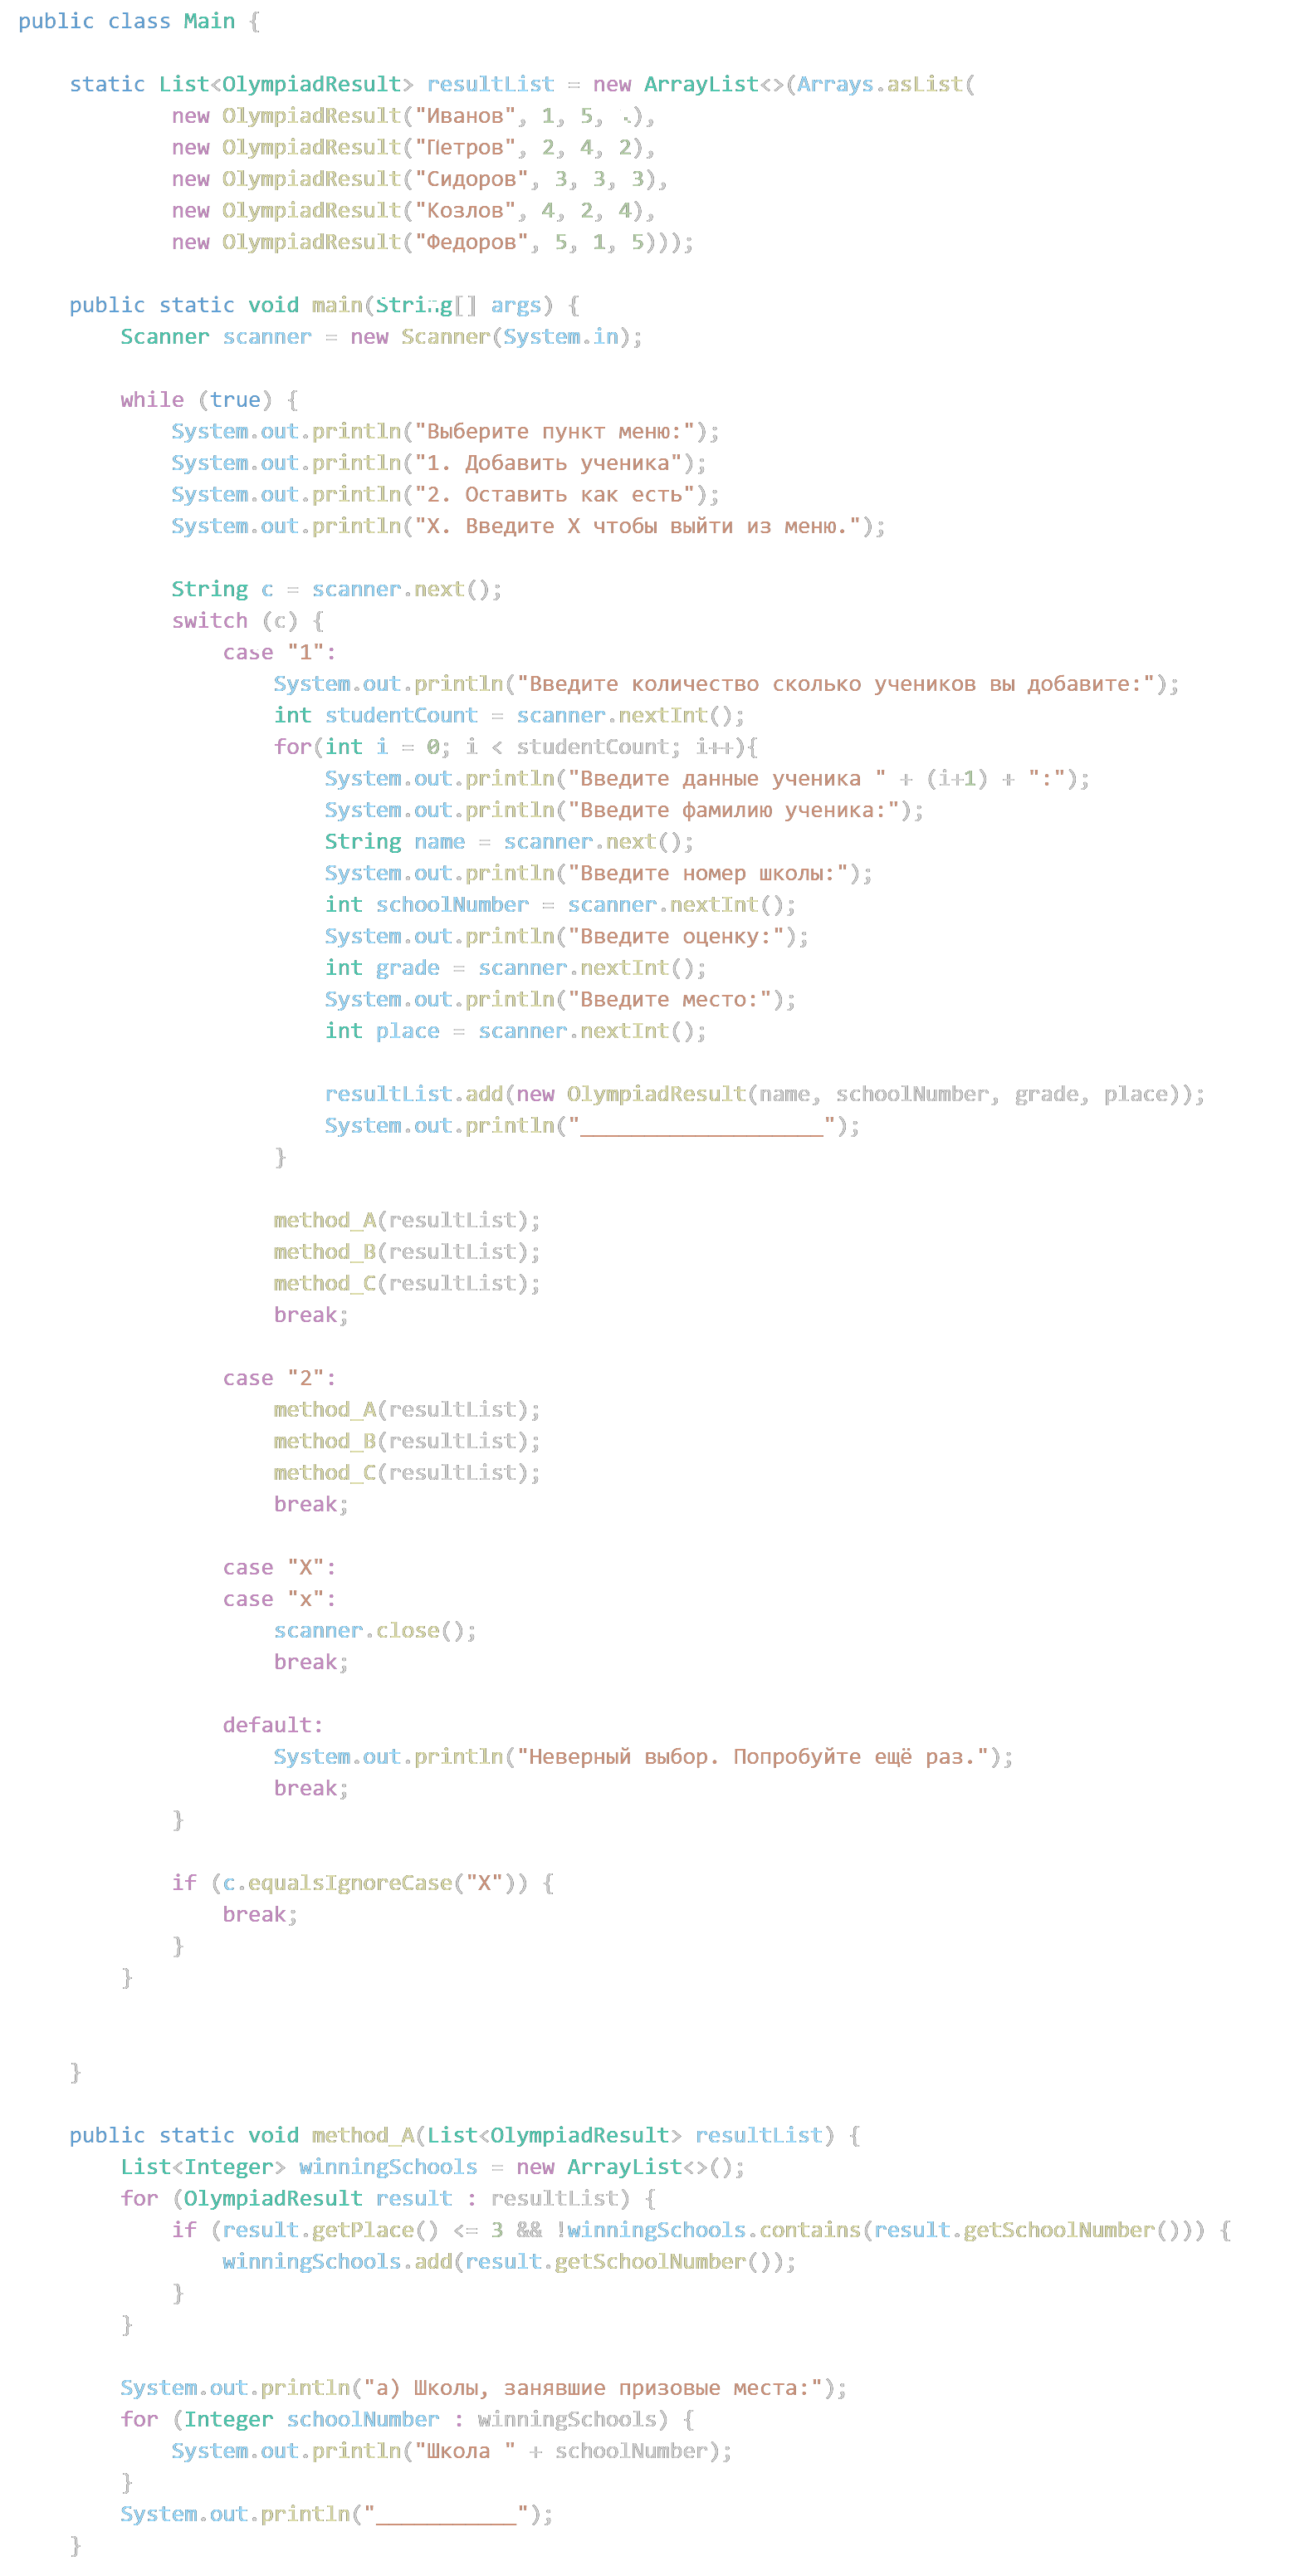 public class Main {
static List<OlympiadResult> resultList = new ArrayList<>(Arrays.asList(
new OlympiadResult("Иванов", 1, 5, ),
new OlympiadResult("Петров", 2, 4, 2),
new OlympiadResult("Сидоров", 3, 3, 3),
new OlympiadResult("Козлов", 4, 2, 4),
new OlympiadResult("Федоров", 5, 1, 5)));
public static void main(String[] args) {
Scanner scanner = new Scanner(System.in);
while (true) {
System.out.println("Выберите пункт меню:");
System.out.println("1. Добавить ученика");
System.out.println("2. Оставить как есть");
System.out.println("X. Введите X чтобы выйти из меню.");
String c = scanner.next();
switch (c) {
case "1":
System.out.println("Введите количество сколько учеников вы добавите:");
int studentCount = scanner.nextInt();
for(int i = 0; i < studentCount; i++){
System.out.println("Введите данные ученика " + (i+1) + ":");
System.out.println("Введите фамилию ученика:");
String name = scanner.next();
System.out.println("Введите номер школы:");
int schoolNumber = scanner.nextInt();
System.out.println("Введите оценку:");
int grade = scanner.nextInt();
System.out.println("Введите место:");
int place = scanner.nextInt();
resultList.add(new OlympiadResult(name, schoolNumber, grade, place));
System.out.println("___________________");
}
method_A(resultList);
method_B(resultList);
method_C(resultList);
break;
case "2":
method_A(resultList);
method_B(resultList);
method_C(resultList);
break;
case "X":
case "x":
scanner.close();
break;
default:
System.out.println("Неверный выбор. Попробуйте ещё раз.");
break;
}
if (c.equalsIgnoreCase("X")) {
break;
}
}
}
public static void method_A(List<OlympiadResult> resultList) {
List<Integer> winningSchools = new ArrayList<>();
for (OlympiadResult result : resultList) {
if (result.getPlace() <= 3 && !winningSchools.contains(result.getSchoolNumber())) {
winningSchools.add(result.getSchoolNumber());
}
}
System.out.println("а) Школы, занявшие призовые места:");
for (Integer schoolNumber : winningSchools) {
System.out.println("Школа " + schoolNumber);
}
System.out.println("___________");
}